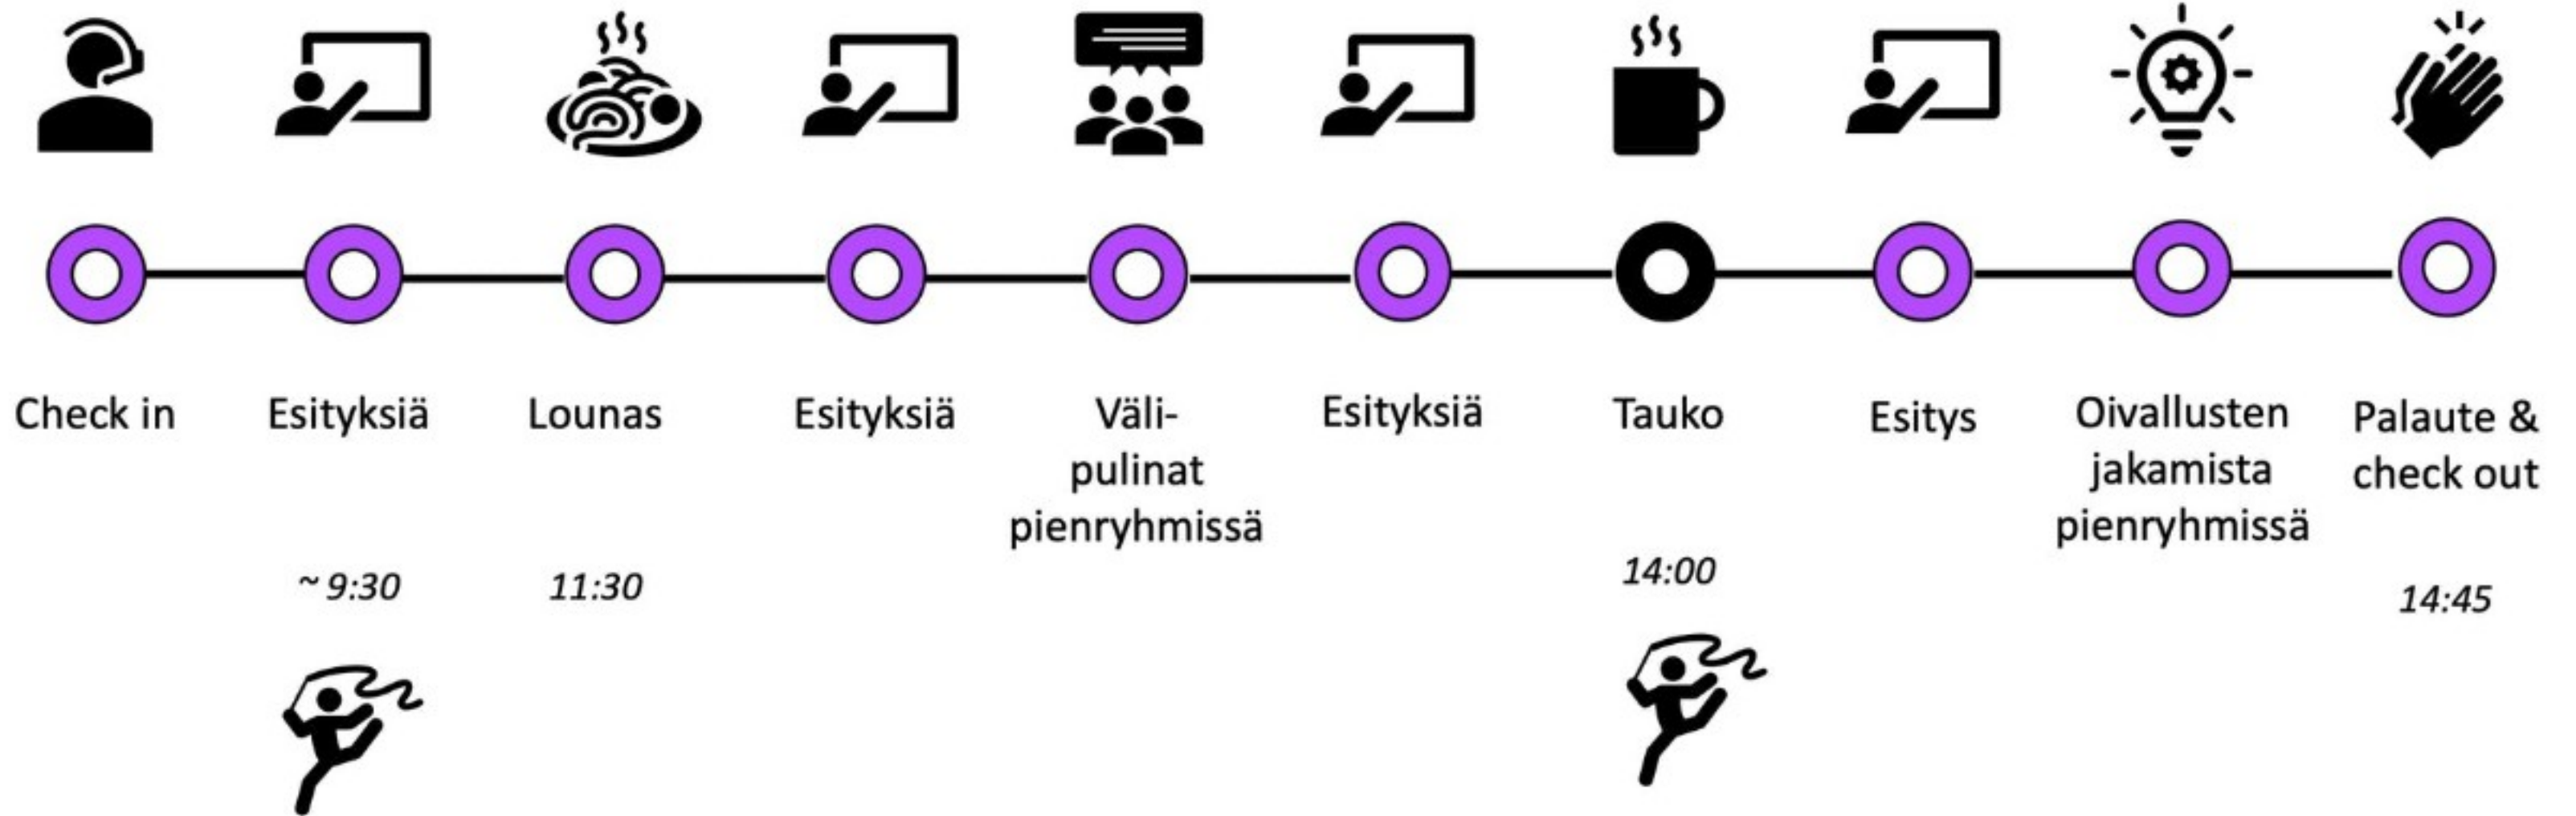 Check in
Esityksiä
Lounas
Esityksiä
Väli-
pulinat
pienryhmissä
Esityksiä
Tauko
Esitys
Oivallusten
jakamista
pienryhmissä
Palaute &
check out
~ 9:30
11:30
14:00
14:45